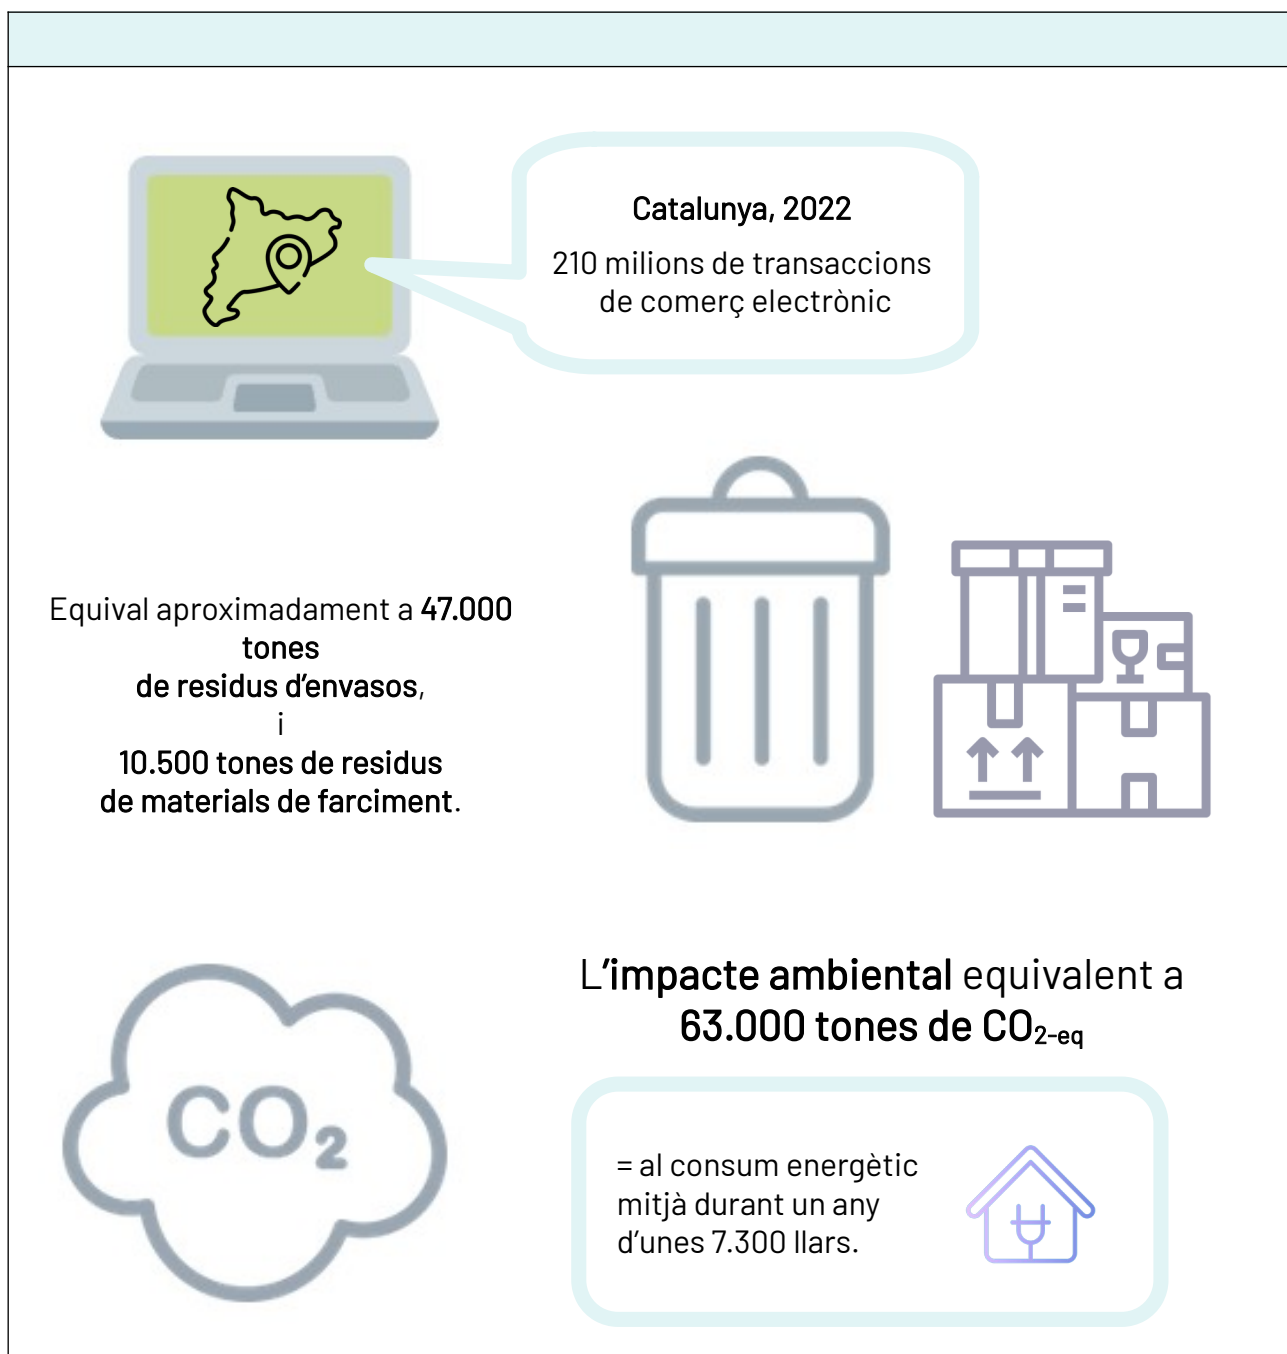 Catalunya, 2022
210 milions de transaccions
de comerç electrònic
Equival aproximadament a 47.000
tones
de residus d'envasos,
i
10.500 tones de residus
de materials de farciment.
L'impacte ambiental equivalent a
63.000 tones de CO2-eq
CO2
= al consum energètic
mitjà durant un any
d'unes 7.300 llars.